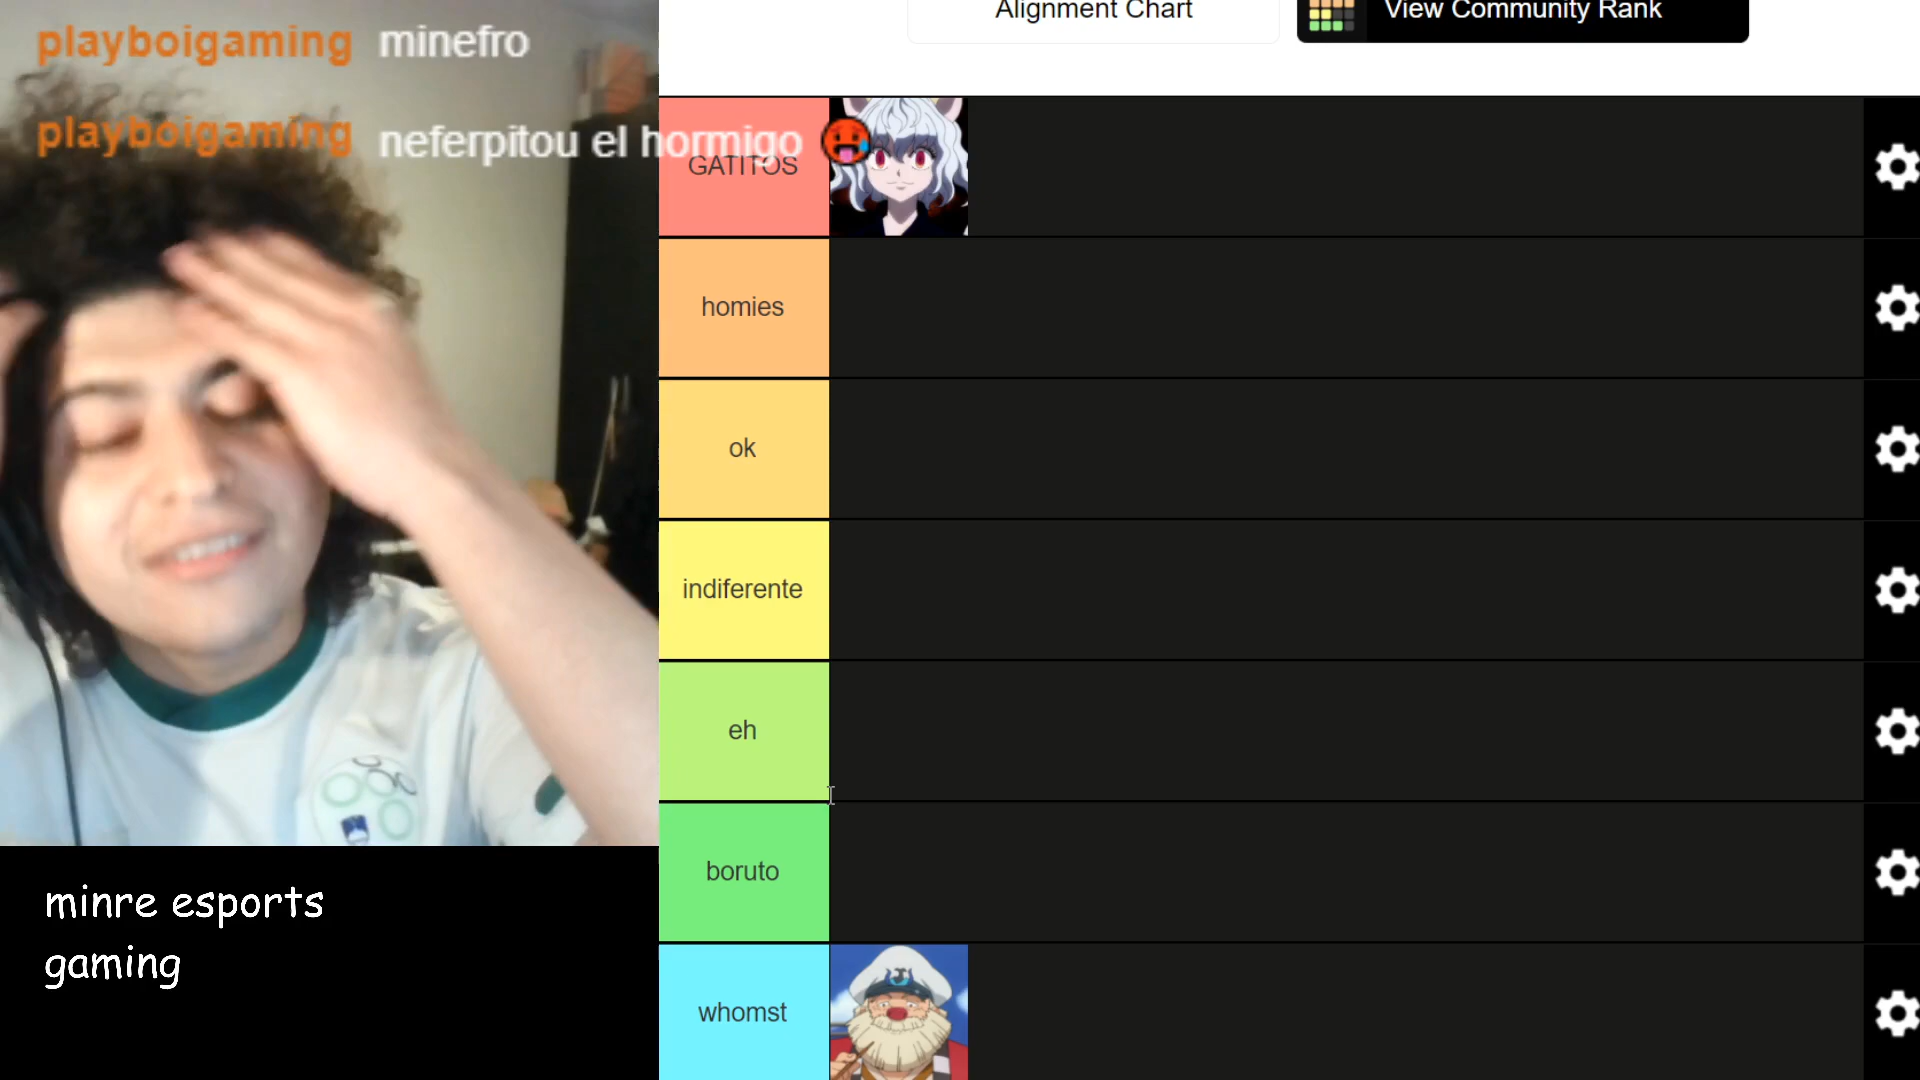 playboigaming minefro
playboigaming neferpitou el hormigo 🥵
minre esports
gaming
Alignment Chart
View Community Rank
GATITOS
homies
ok
indiferente
eh
boruto
whomst